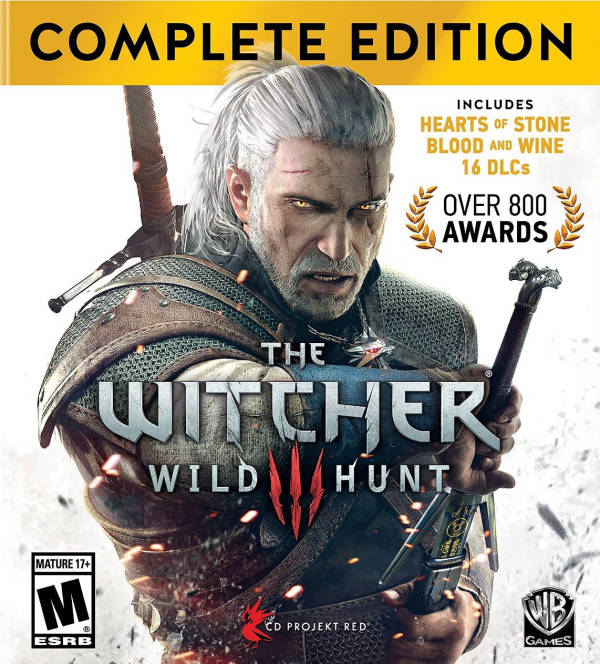 COMPLETE EDITION
INCLUDES
HEARTS OF STONE
BLOOD AND WINE
16 DLCs
OVER 800
AWARDS
THE
WITCHER®
WILD HUNT
MATURE 17+
M®
ESRB
CD PROJEKT RED®
WB
GAMES